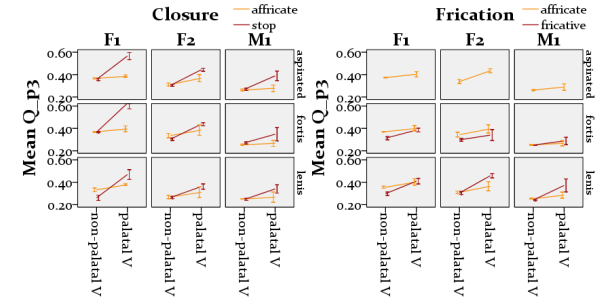 Closure
affricate
stop
F1
F2
M1
Mean Q_p3
0.60
0.40
0.20
aspirated
0.60
0.40
0.20
fortis
0.60
0.40
0.20
lenis
non-palatal V
palatal V
non-palatal V
palatal V
non-palatal V
palatal V
Frication
affricate
fricative
F1
F2
M1
Mean Q_p3
0.60
0.40
0.20
aspirated
0.60
0.40
0.20
fortis
0.60
0.40
0.20
lenis
non-palatal V
palatal V
non-palatal V
palatal V
non-palatal V
palatal V